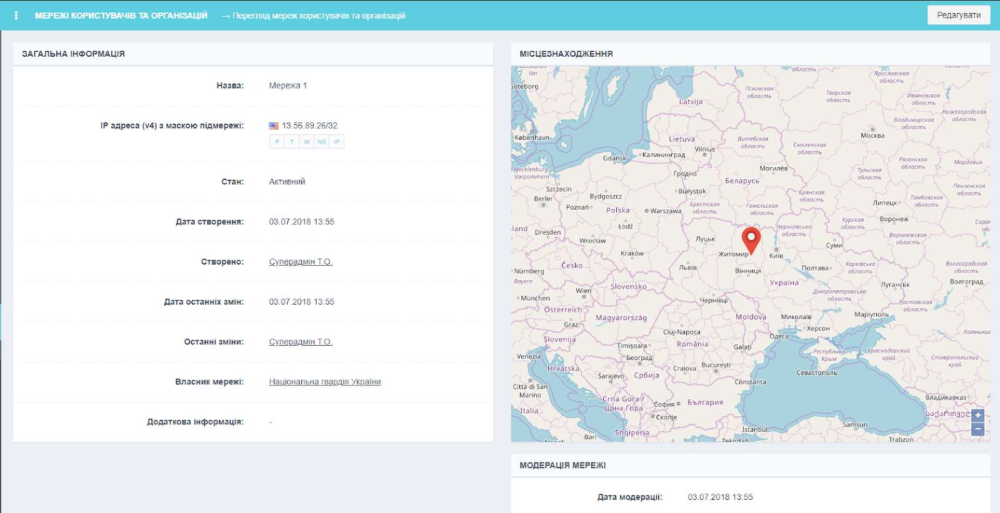 МЕРЕЖІ КОРИСТУВАЧІВ ТА ОРГАНІЗАЦІЙ → Перегляд мереж користувачів та організацій
Редагувати
ЗАГАЛЬНА ІНФОРМАЦІЯ
Назва: Мережа 1
IP адреса (v4) з маскою підмережі: 13.56.89.26/32
P T W NS IP
Стан: Активний
Дата створення: 03.07.2018 13:55
Створено: Суперадмін Т.О.
Дата останніх змін: 03.07.2018 13:55
Останні зміни: Суперадмін Т.О.
Власник мережі: Національна гвардія України
Додаткова інформація: -
МІСЦЕЗНАХОДЖЕННЯ
Götalands
län
Göteborg
Latvija
Псковская
область
Тверская
область
Ярославская
область
Ивановская
область
Нижегородская
область
Владимирская
область
København
Lietuva
Vilnius
Витебская
область
Смоленская
область
Москва
Gdańsk
Калининград
Mecklenburg-
Vorpommern
Гродно
Могилёв
Беларусь
Тульская
область
Рязанская
область
Мордовия
Szczecin
Białystok
Berlin
Bydgoszcz
Poznań
Polska
Warszawa
Брестская
область
Гомельская
область
Брянская
область
Липецк
Тамбовская
область
Пензенская
область
land
Dresden
Łódź
Wrocław
Луцьк
Чернігівська
область
Курская
область
Воронеж
Воронежская
область
Сарат
об
Kraków
Житомир
Київ
Суми
Česko
Nürnberg
Bayern
Львів
Вінниця
Полтава
Харківська
область
Волгоградская
область
Волгоград
Slovensko
Україна
Луганськ
Wien
München
Чернівці
Дніпропетровська
область
Ростовская
область
Österreich
Magyarország
Moldova
Миколаїв
Маріуполь
Graz
Cluj-Napoca
Херсон
Одеса
Калмыкия
Slovenija
Timișoara
România
Galați
Venezia
Београд
Республика
Крым
Краснодарский
край
Ставропольский
край
Hrvatska
Craiova
București
Sarajevo
Србија
Севастополь
Città di San
Marino
Constanța
Crna Gora /
Црна Гора
София
България
Владикавказ
Italia
Скопје
საქართველო
Shqipëria
İstanbul
Samsun
Bari
Napoli
Tekirdağ
Trabzon
+
−
МОДЕРАЦІЯ МЕРЕЖІ
Дата модерації: 03.07.2018 13:55